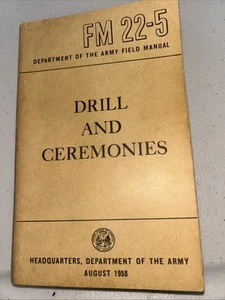 FM 22-5
DEPARTMENT OF THE ARMY FIELD MANUAL
DRILL
AND
CEREMONIES
HEADQUARTERS, DEPARTMENT OF THE ARMY
AUGUST 1958